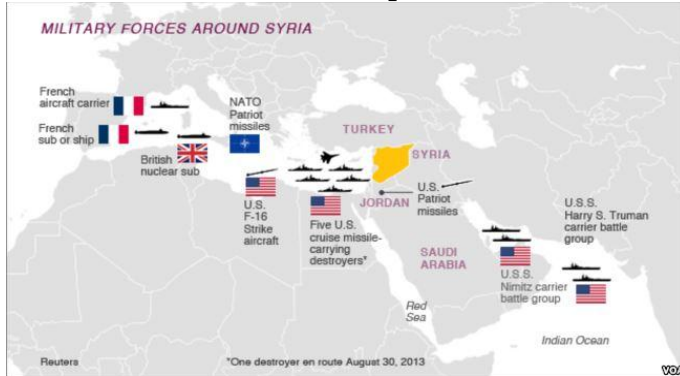 MILITARY FORCES AROUND SYRIA
French
aircraft carrier
French
sub or ship
British
nuclear sub
NATO
Patriot
missiles
TURKEY
SYRIA
U.S.
F-16
Strike
aircraft
Five U.S.
cruise missile-
carrying
destroyers*
JORDAN
U.S.
Patriot
missiles
SAUDI
ARABIA
U.S.S.
Harry S. Truman
carrier battle
group
U.S.S.
Nimitz carrier
battle group
Red
Sea
Indian Ocean
Reuters
*One destroyer en route August 30, 2013
VOA